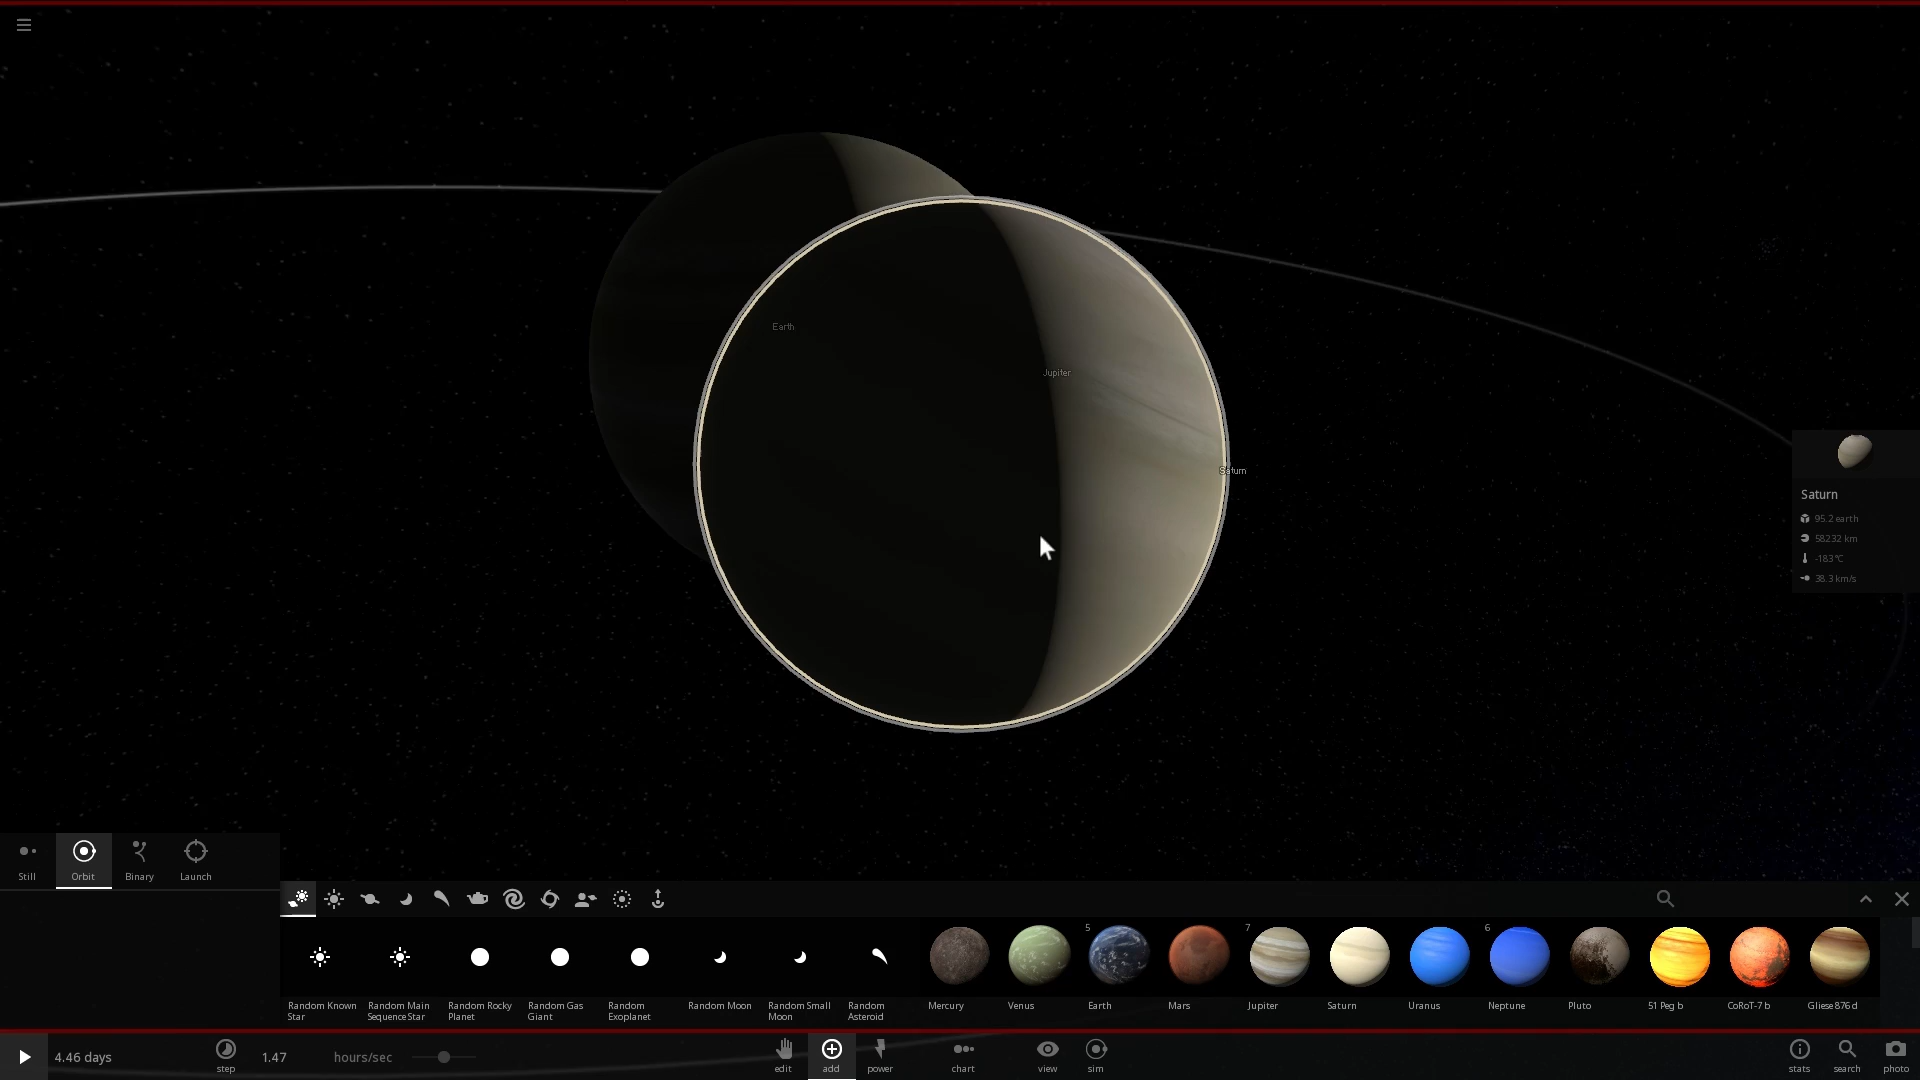 Earth
Jupiter
Saturn
Saturn
95.2 earth
58232 km
-183°C
38.3 km/s
Still
Orbit
Binary
Launch
5
7
6
Random Known
Star
Random Main
Sequence Star
Random Rocky
Planet
Random Gas
Giant
Random
Exoplanet
Random Moon
Random Small
Moon
Random
Asteroid
Mercury
Venus
Earth
Mars
Jupiter
Saturn
Uranus
Neptune
Pluto
51 Peg b
CoRoT-7 b
Gliese 876 d
4.46 days
step
1.47
hours/sec
edit
add
power
chart
view
sim
stats
search
photo